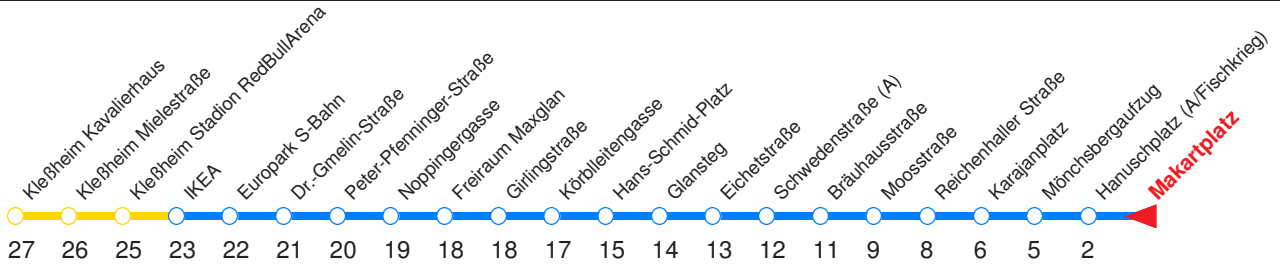 Kleßheim Kavalierhaus
Kleßheim Mielestraße
Kleßheim Stadion RedBullArena
IKEA
Europark S-Bahn
Dr.-Gmelin-Straße
Peter-Pfenninger-Straße
Noppingergasse
Freiraum Maxglan
Girlingstraße
Körbleitengasse
Hans-Schmid-Platz
Glansteg
Eichetstraße
Schwedenstraße (A)
Bräuhausstraße
Moosstraße
Reichenhaller Straße
Karajanplatz
Mönchsbergaufzug
Hanuschplatz (A/Fischkrieg)
Makartplatz
27 26 25 23 22 21 20 19 18 18 17 15 14 13 12 11 9 8 6 5 2